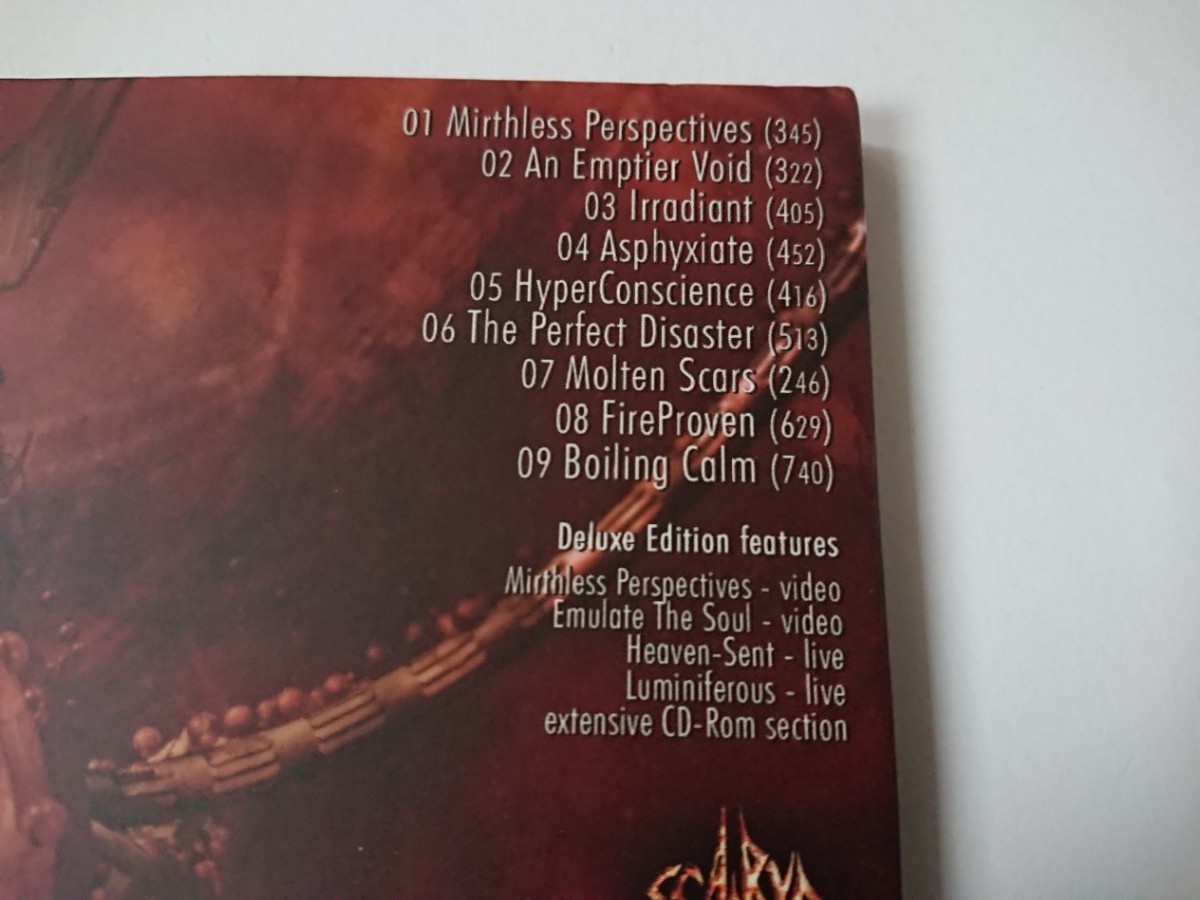 01 Mirthless Perspectives (345)
02 An Emptier Void (322)
03 Irradiant (405)
04 Asphyxiate (452)
05 HyperConscience (416)
06 The Perfect Disaster (513)
07 Molten Scars (246)
08 FireProven (629)
09 Boiling Calm (740)
Deluxe Edition features
Mirthless Perspectives - video
Emulate The Soul - video
Heaven-Sent - live
Luminiferous - live
extensive CD-Rom section